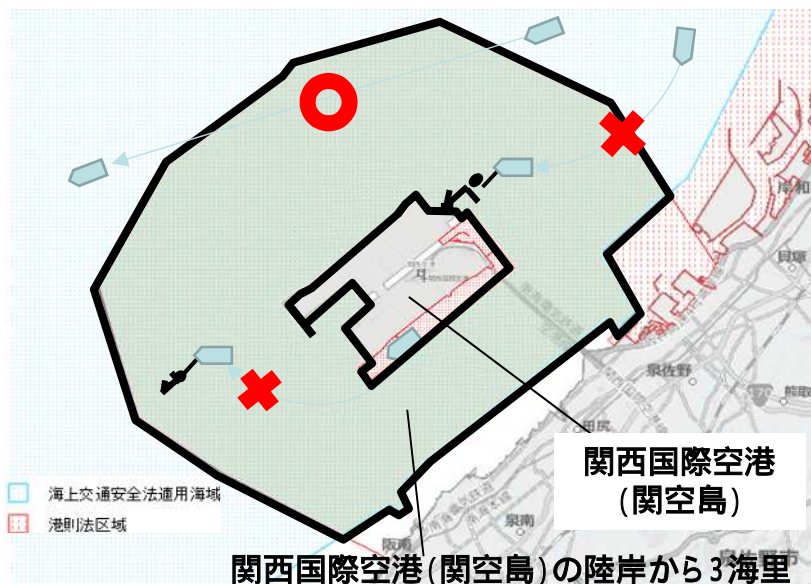 貝塚
泉佐野
熊取
田尻
関西国際空港
(関空島)
海上交通安全法適用海域
港則法区域
泉南
阪南
関西国際空港(関空島)の陸岸から3海里